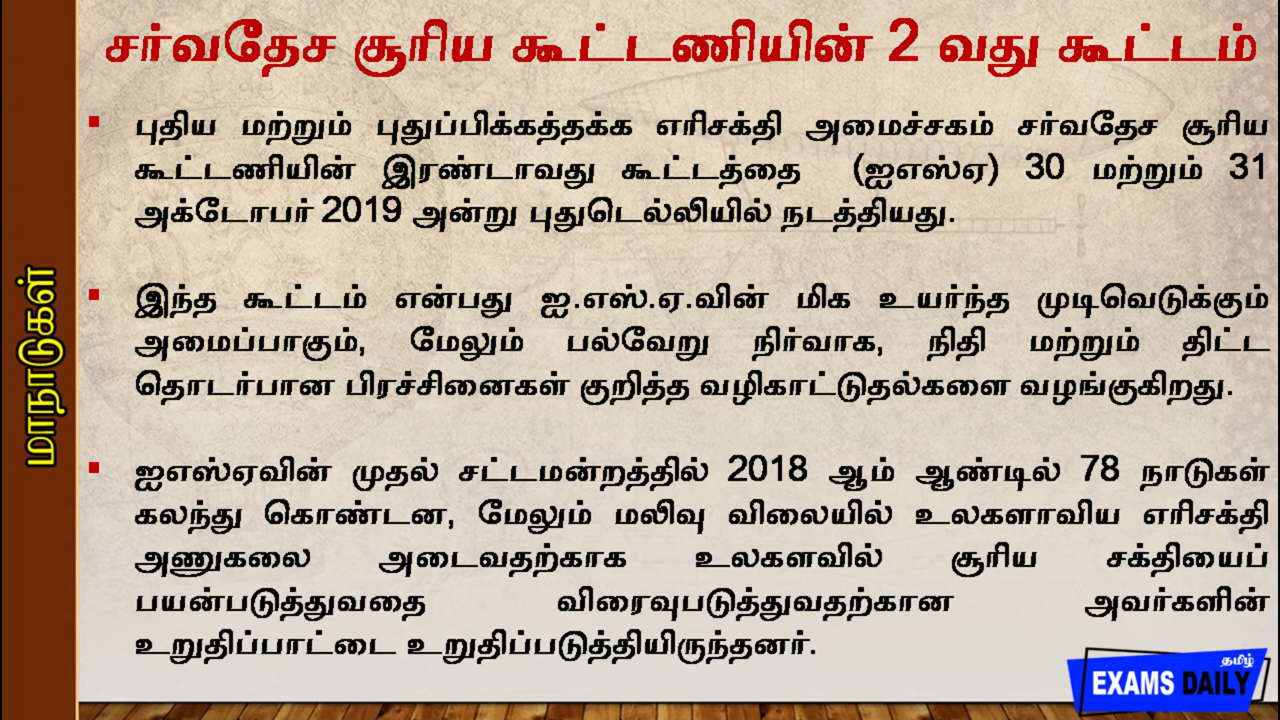 சர்வதேச சூரிய கூட்டணியின் 2 வது கூட்டம்
▪ புதிய மற்றும் புதுப்பிக்கத்தக்க எரிசக்தி அமைச்சகம் சர்வதேச சூரிய
கூட்டணியின் இரண்டாவது கூட்டத்தை (ஐஎஸ்ஏ) 30 மற்றும் 31
அக்டோபர் 2019 அன்று புதுடெல்லியில் நடத்தியது.
▪ இந்த கூட்டம் என்பது ஐ.எஸ்.ஏ.வின் மிக உயர்ந்த முடிவெடுக்கும்
அமைப்பாகும், மேலும் பல்வேறு நிர்வாக, நிதி மற்றும் திட்ட
தொடர்பான பிரச்சினைகள் குறித்த வழிகாட்டுதல்களை வழங்குகிறது.
▪ ஐஎஸ்ஏவின் முதல் சட்டமன்றத்தில் 2018 ஆம் ஆண்டில் 78 நாடுகள்
கலந்து கொண்டன, மேலும் மலிவு விலையில் உலகளாவிய எரிசக்தி
அணுகலை அடைவதற்காக உலகளவில் சூரிய சக்தியைப்
பயன்படுத்துவதை விரைவுபடுத்துவதற்கான அவர்களின்
உறுதிப்பாட்டை உறுதிப்படுத்தியிருந்தனர்.
மாநாடுகள்
தமிழ்
EXAMS DAILY